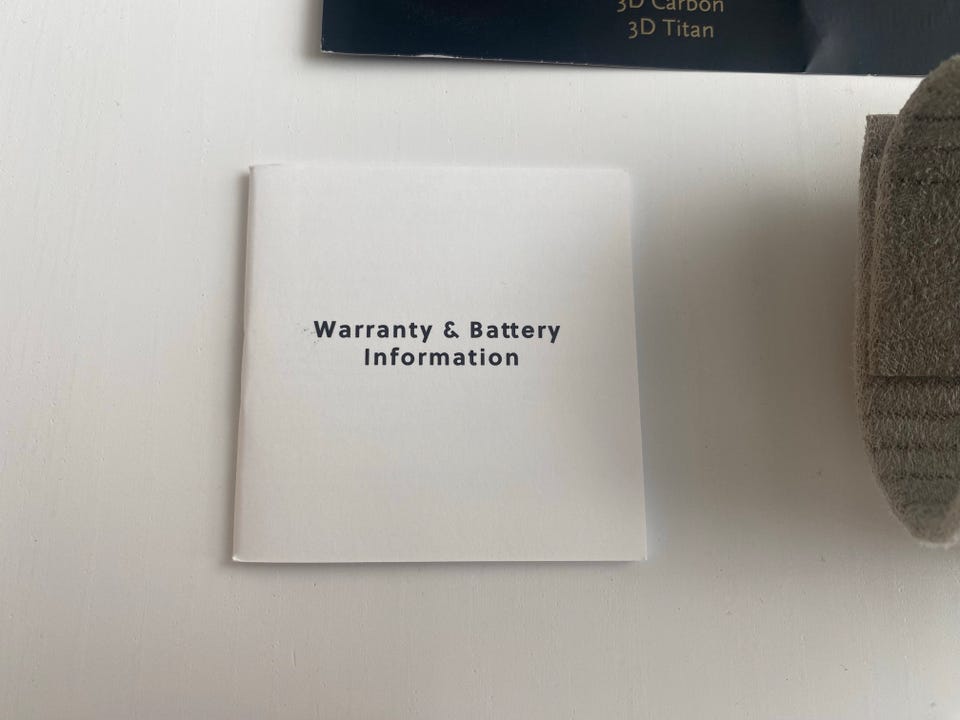 3D Carbon
3D Titan
Warranty & Battery
Information